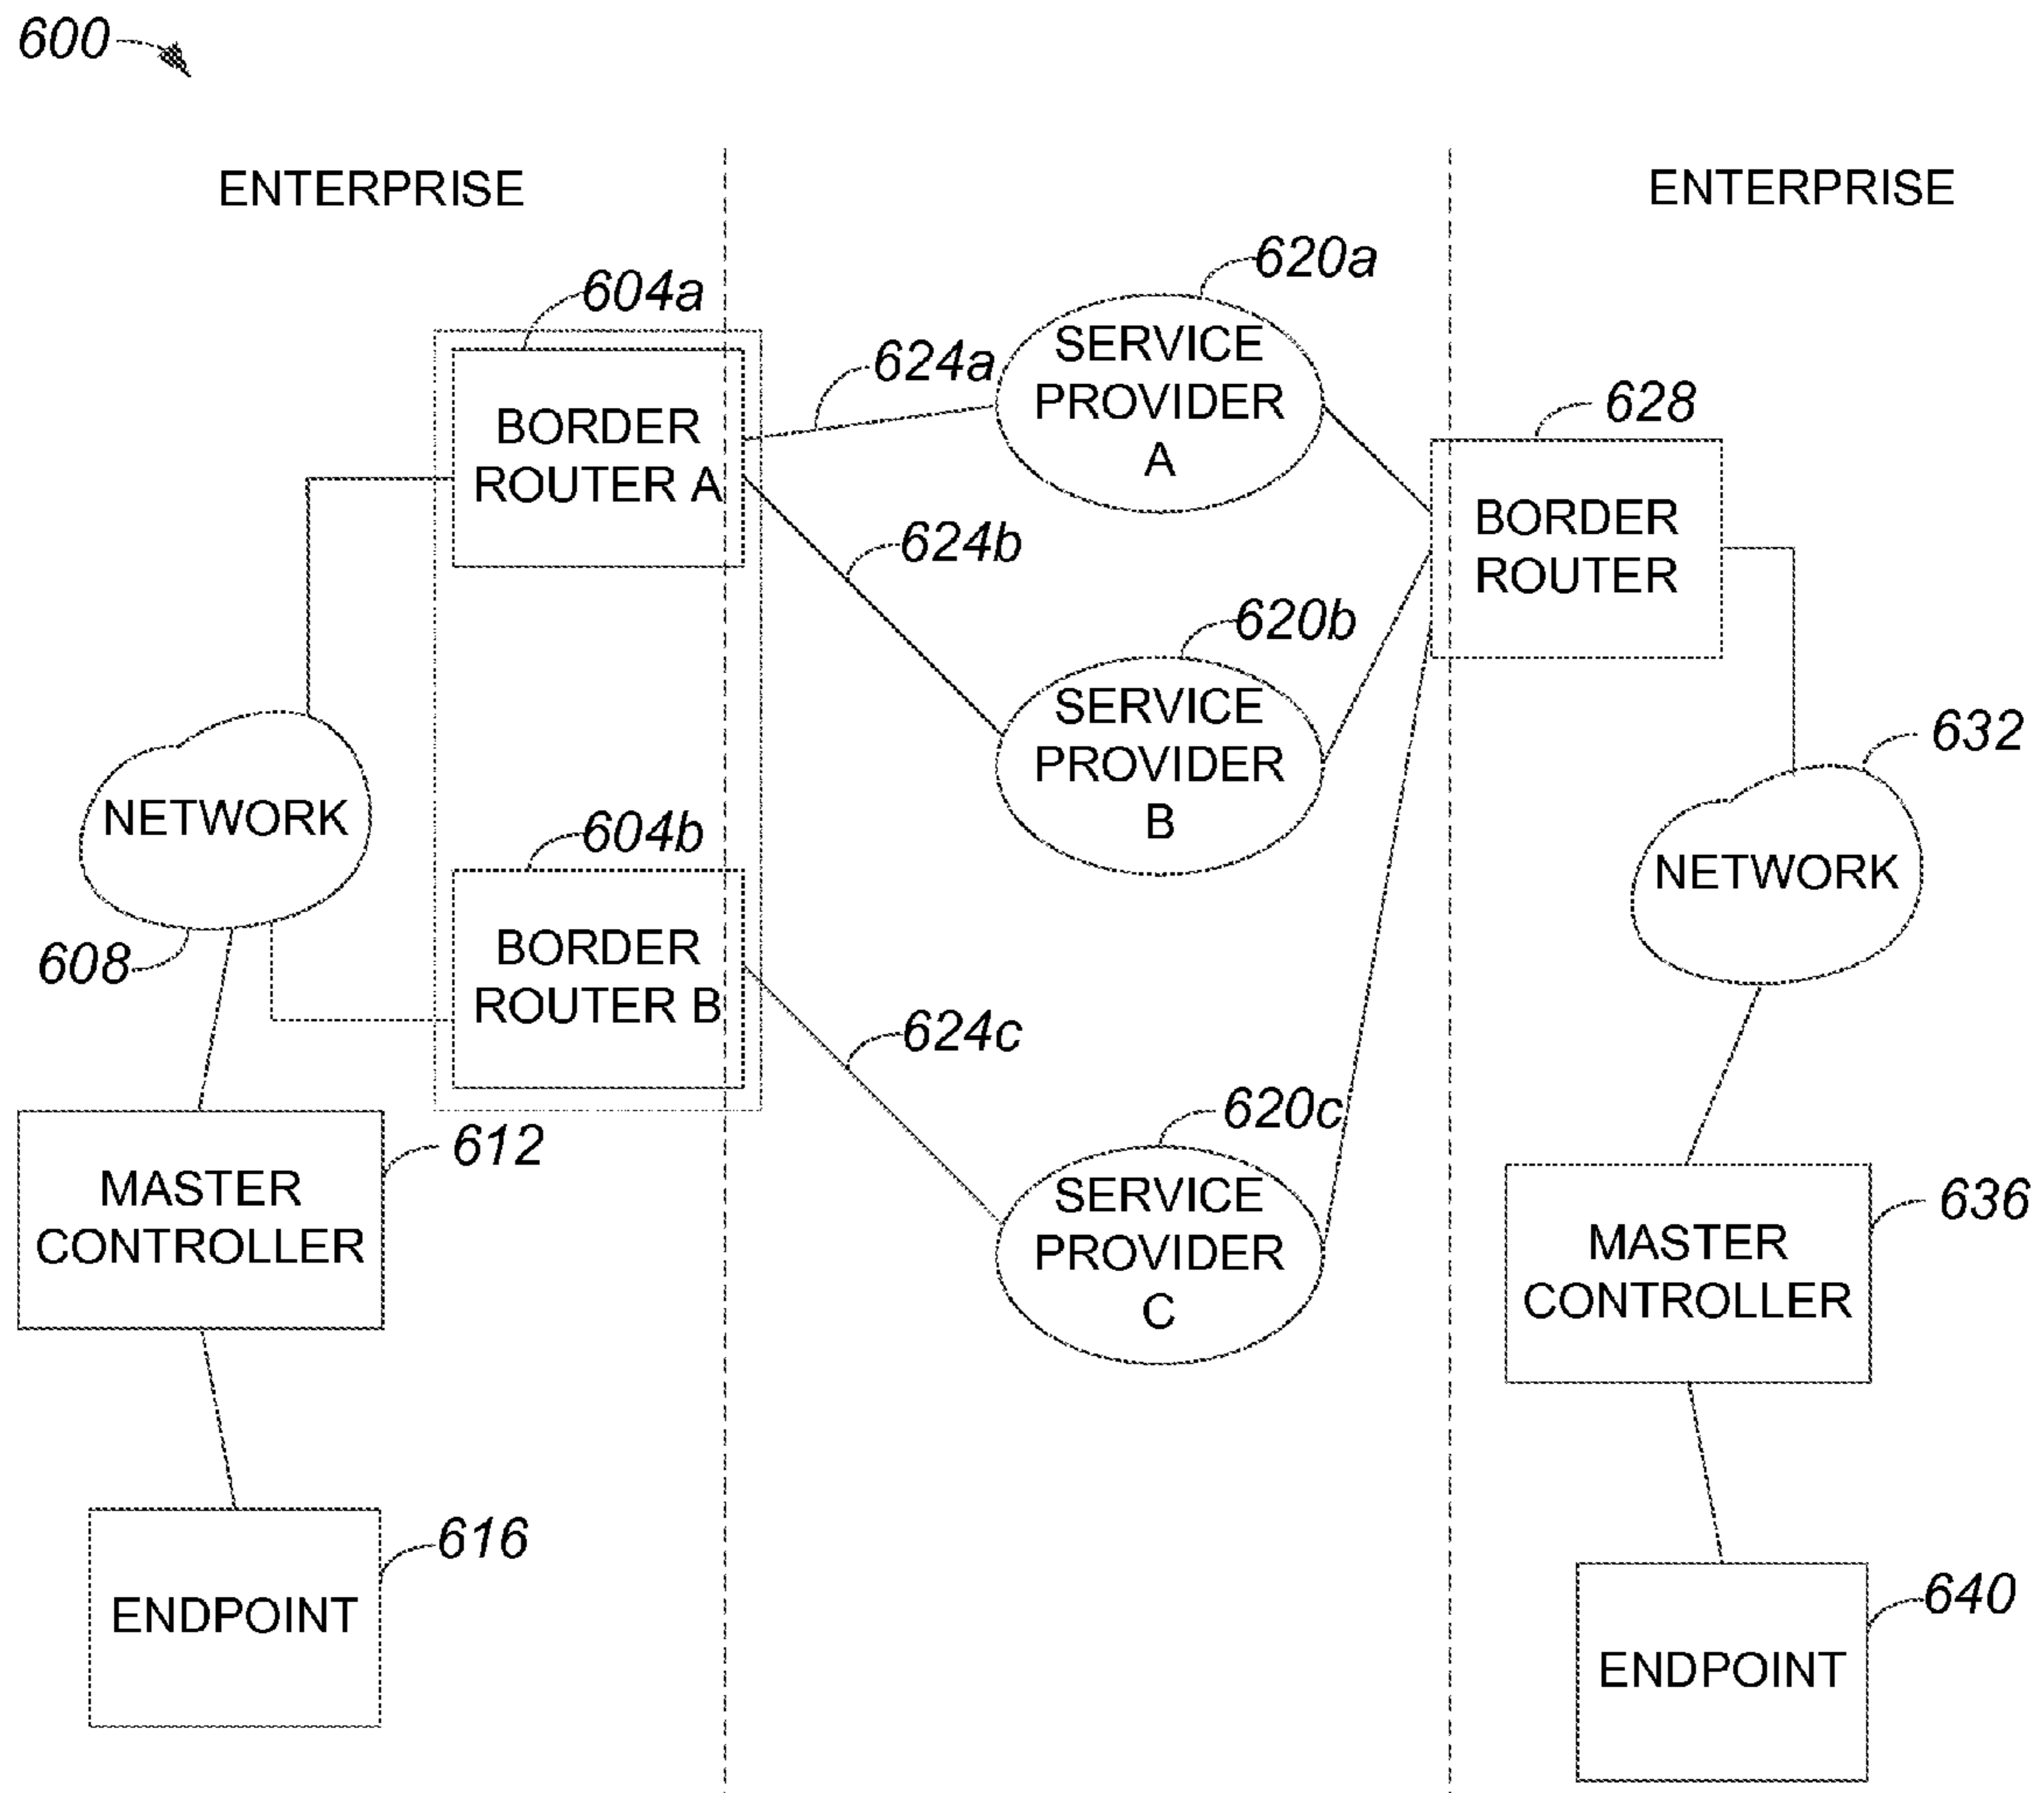 600
ENTERPRISE
ENTERPRISE
620a
604a
SERVICE
PROVIDER
A
624a
628
BORDER
ROUTER A
BORDER
ROUTER
624b
620b
SERVICE
PROVIDER
B
632
NETWORK
604b
NETWORK
608
BORDER
ROUTER B
624c
620c
612
MASTER
CONTROLLER
SERVICE
PROVIDER
C
636
MASTER
CONTROLLER
616
ENDPOINT
640
ENDPOINT